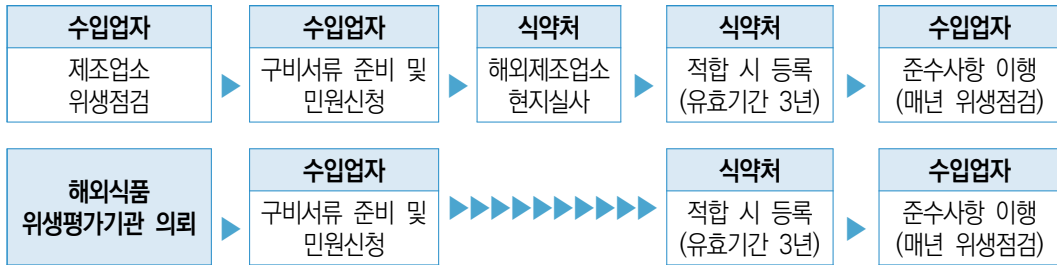 수입업자
제조업소
위생점검
수입업자
구비서류 준비 및
민원신청
식약처
해외제조업소
현지실사
식약처
적합 시 등록
(유효기간 3년)
수입업자
준수사항 이행
(매년 위생점검)
해외식품
위생평가기관 의뢰
수입업자
구비서류 준비 및
민원신청
식약처
적합 시 등록
(유효기간 3년)
수입업자
준수사항 이행
(매년 위생점검)